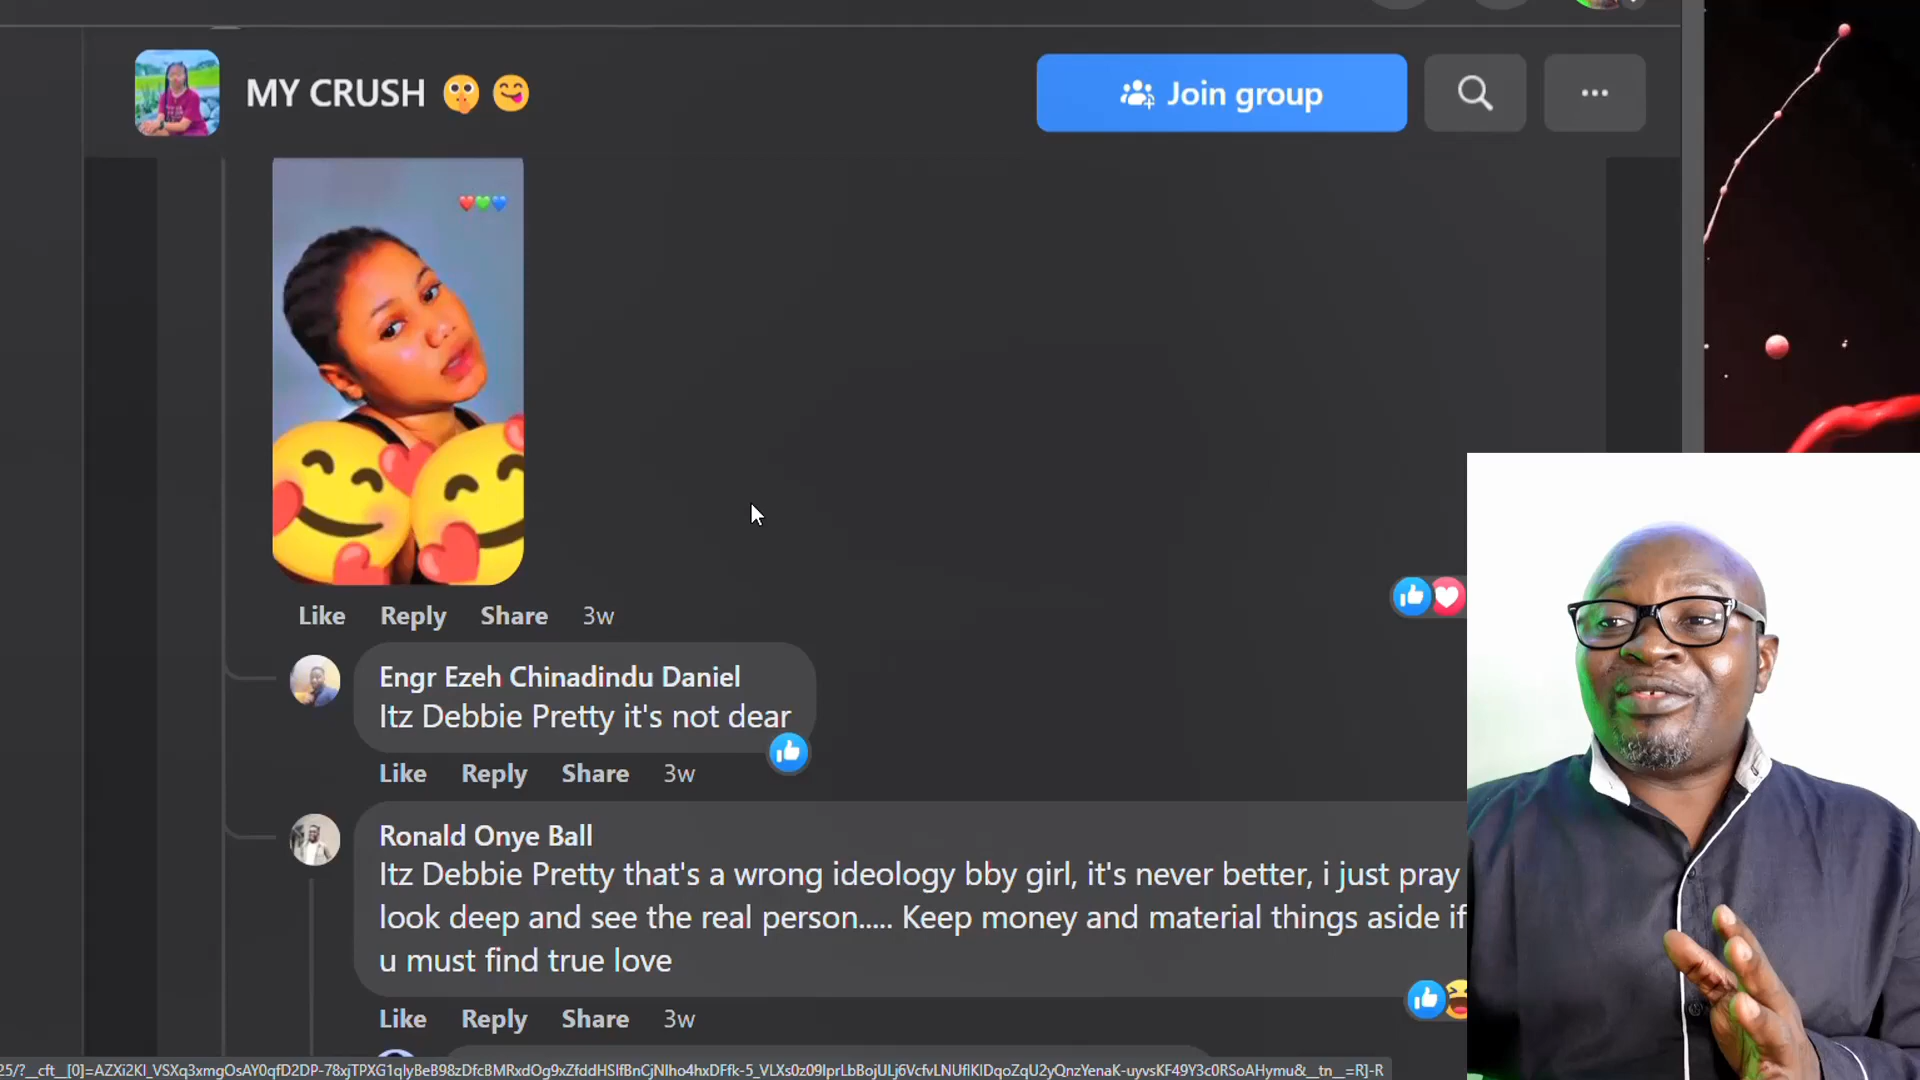 MY CRUSH 🤫 😋
Join group
Like Reply Share 3w
Engr Ezeh Chinadindu Daniel
Itz Debbie Pretty it's not dear
Like Reply Share 3w
Ronald Onye Ball
Itz Debbie Pretty that's a wrong ideology bby girl, it's never better, i just pray
look deep and see the real person..... Keep money and material things aside if
u must find true love
Like Reply Share 3w